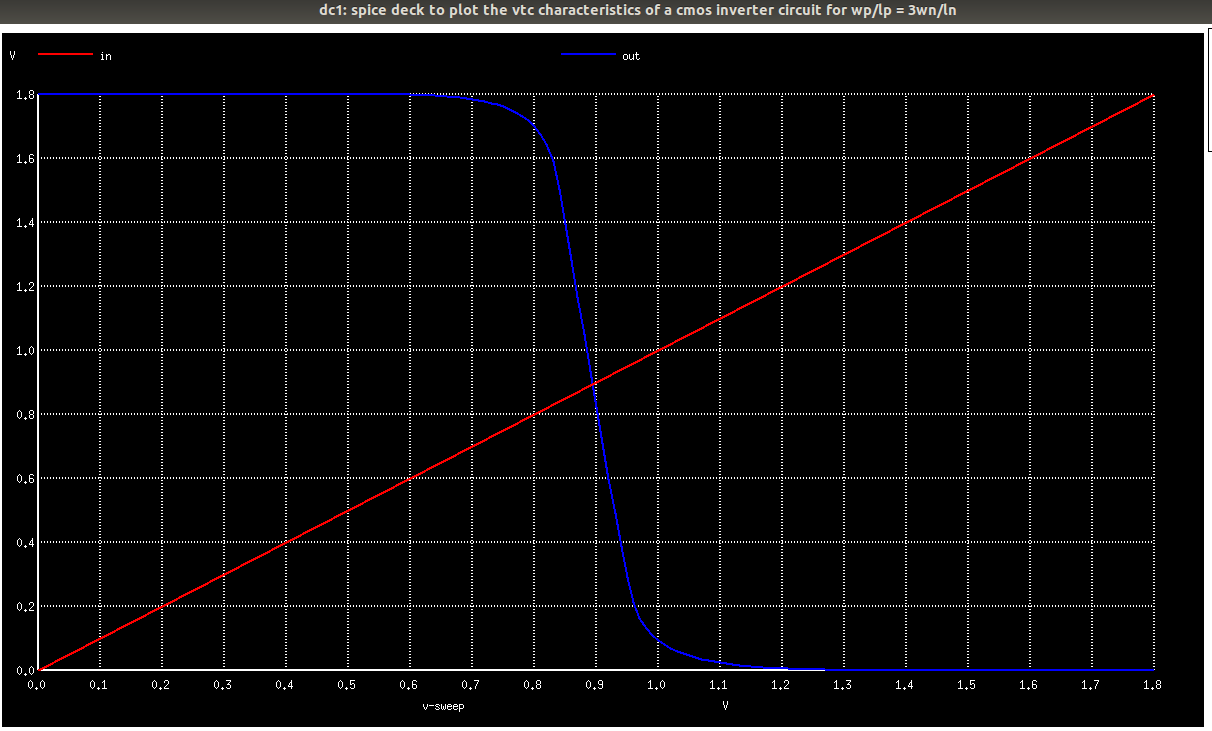 dc1: spice deck to plot the vtc characteristics of a cmos inverter circuit for wp/lp = 3wn/ln
V in out
1.8
1.6
1.4
1.2
1.0
0.8
0.6
0.4
0.2
0.0
0.0 0.1 0.2 0.3 0.4 0.5 0.6 0.7 0.8 0.9 1.0 1.1 1.2 1.3 1.4 1.5 1.6 1.7 1.8
v-sweep V